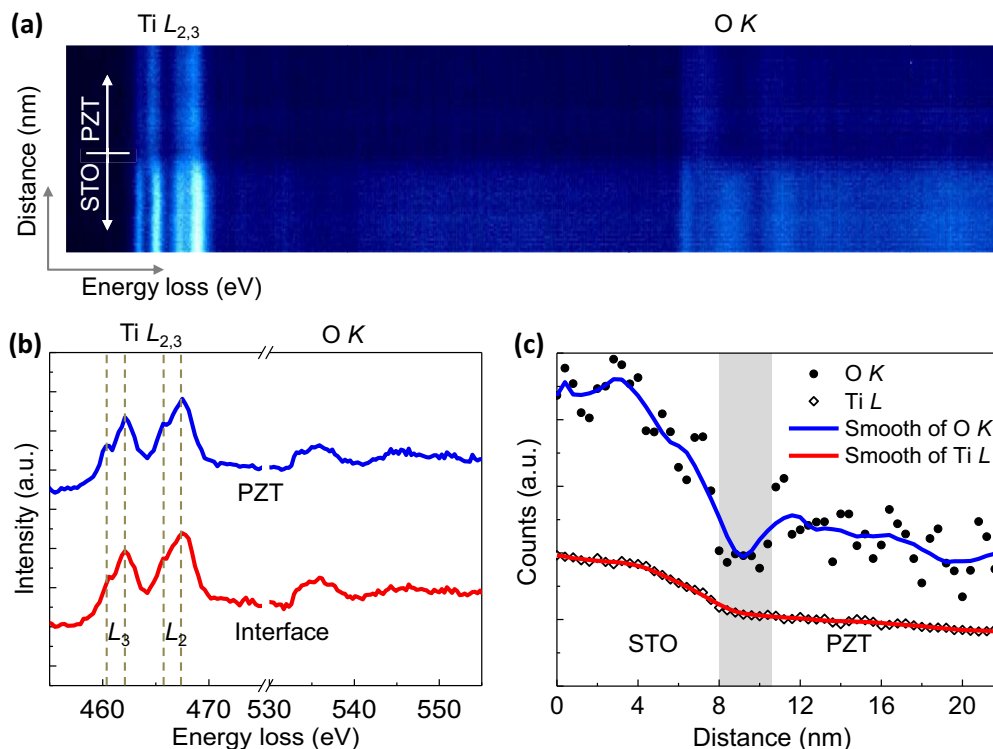 (a)
Ti L2,3
O K
Distance (nm)
STO
PZT
Energy loss (eV)
(b)
Ti L2,3
O K
Intensity (a.u.)
PZT
Interface
L3
L2
460
470
530
540
550
Energy loss (eV)
(c)
O K
Ti L
Smooth of O K
Smooth of Ti L
Counts (a.u.)
STO
PZT
0
4
8
12
16
20
Distance (nm)